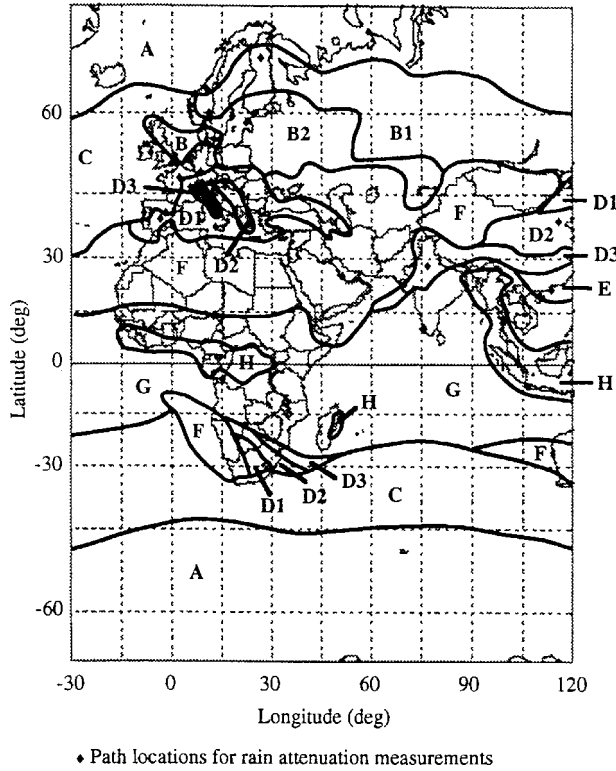 A
60
B
B2
B1
C
D3
D1
D1
F
D2
D2
D3
30
F
E
Latitude (deg)
0
H
G
G
H
H
F
F
-30
D1
D2
D3
C
A
-60
-30
0
30
60
90
120
Longitude (deg)
♦ Path locations for rain attenuation measurements